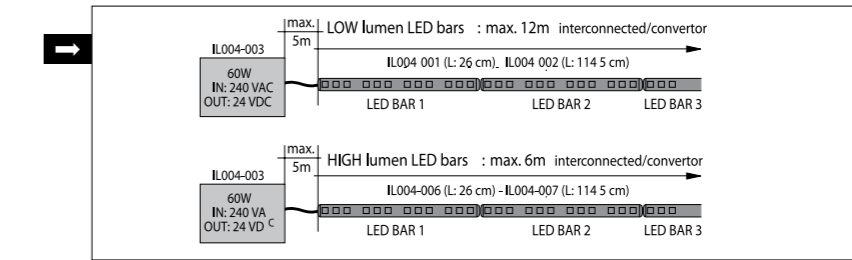 max. LOW lumen LED bars : max. 12m interconnected/convertor
5m
IL004-003
IL004 001 (L: 26 cm)_ IL004 002 (L: 114 5 cm)
60W
IN: 240 VAC
OUT: 24 VDC
LED BAR 1 LED BAR 2 LED BAR 3
max. HIGH lumen LED bars : max. 6m interconnected/convertor
5m
IL004-003
IL004-006 (L: 26 cm) - IL004-007 (L: 114 5 cm)
60W
IN: 240 VA
OUT: 24 VD C
LED BAR 1 LED BAR 2 LED BAR 3